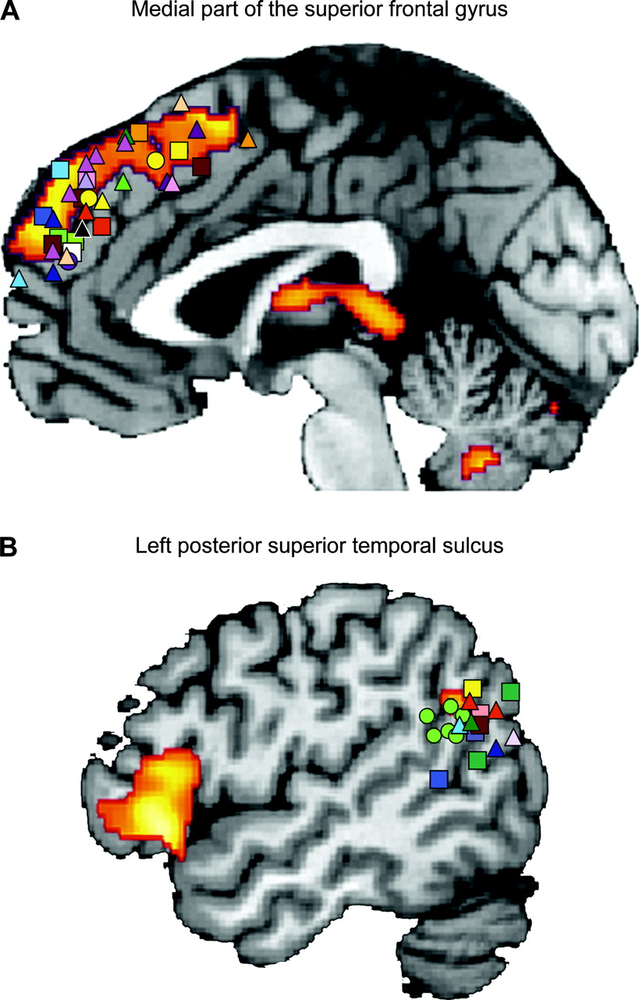 A
Medial part of the superior frontal gyrus
B
Left posterior superior temporal sulcus